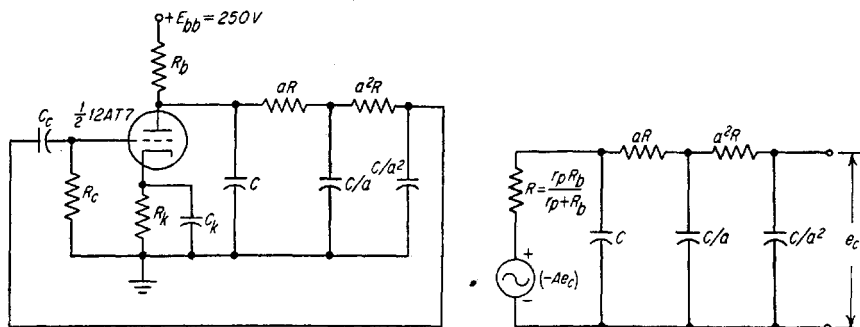 +E_bb = 250V
R_b
aR
a²R
½ 12AT7
C_c
R_c
R_k
C_k
C
C/a
C/a²
aR
a²R
R = r_p R_b / r_p + R_b
C
C/a
C/a²
e_c
+
(-Ae_c)
−